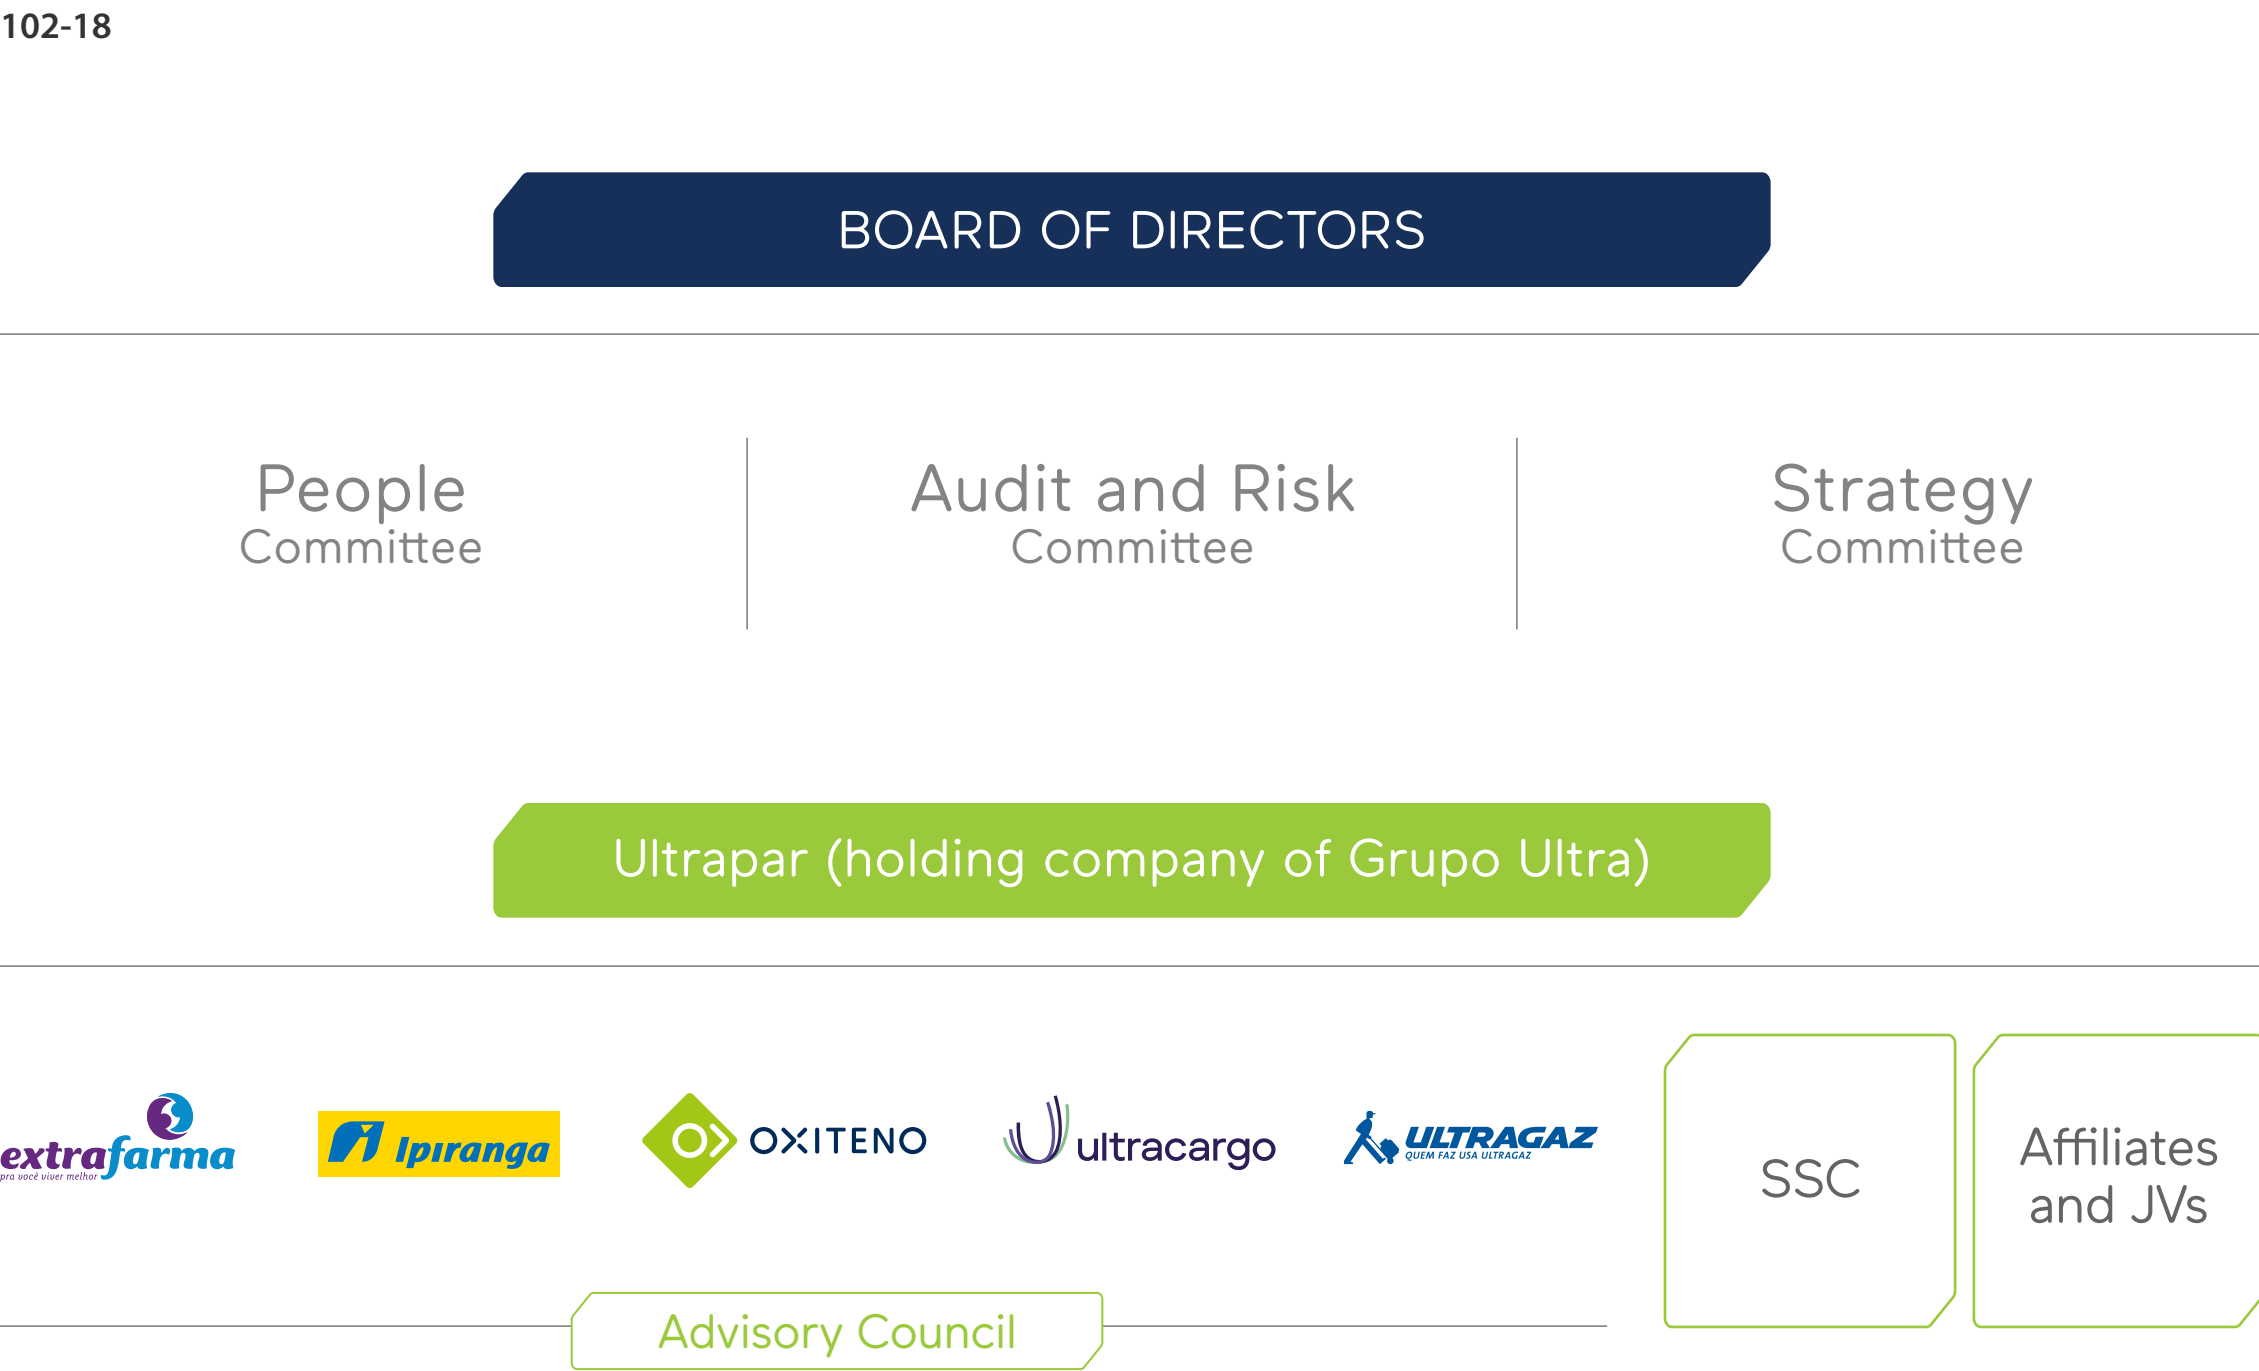 102-18
BOARD OF DIRECTORS
People
Committee
Audit and Risk
Committee
Strategy
Committee
Ultrapar (holding company of Grupo Ultra)
extrafarma
pra você viver melhor
Ipiranga
OXITENO
ultracargo
ULTRAGAZ
QUEM FAZ USA ULTRAGAZ
SSC
Affiliates
and JVs
Advisory Council